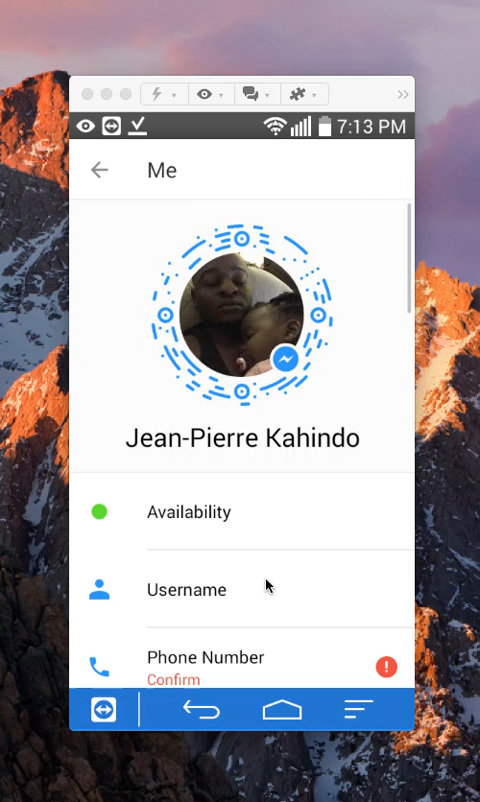 7:13 PM
Me
Jean-Pierre Kahindo
Availability
Username
Phone Number
Confirm